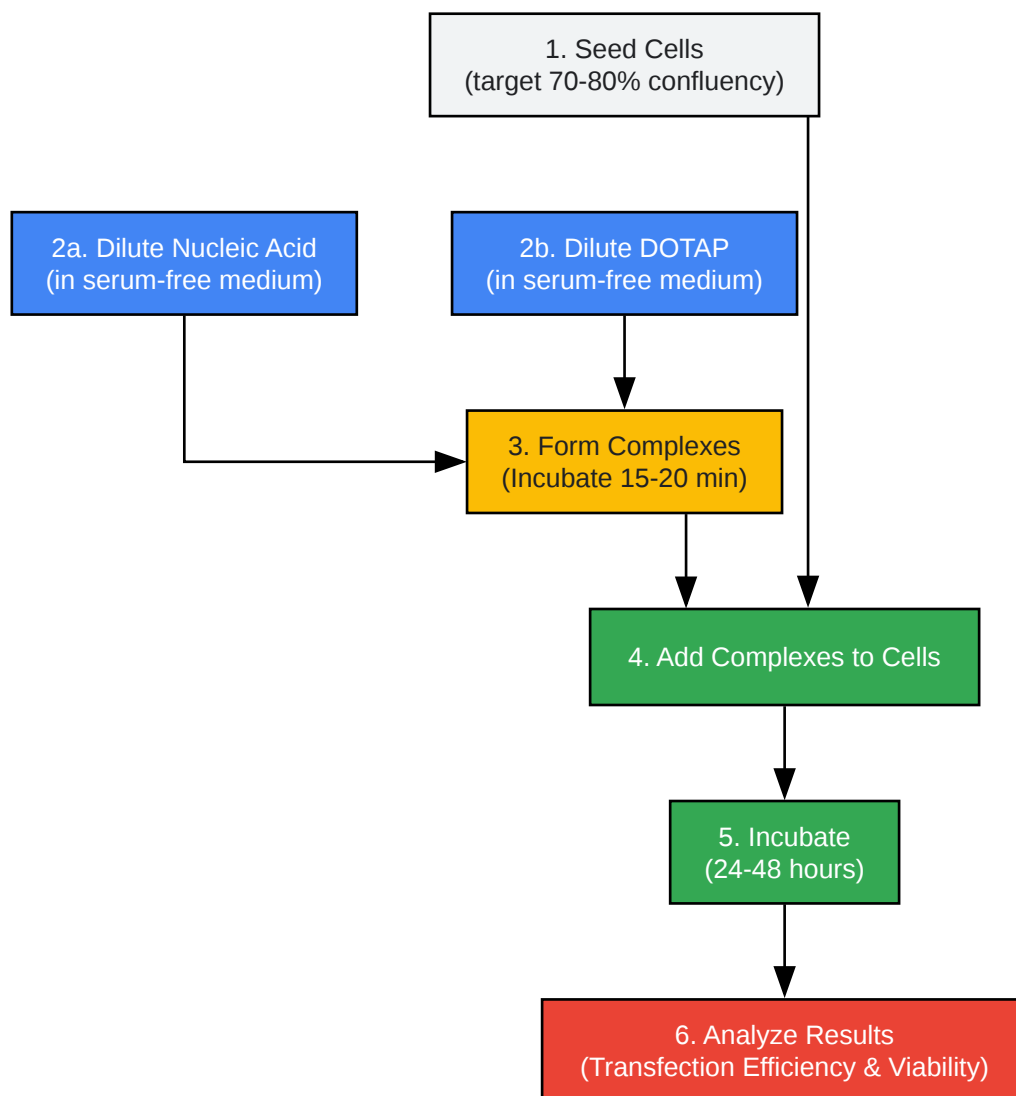 1. Seed Cells
(target 70-80% confluency)
2a. Dilute Nucleic Acid
(in serum-free medium)
2b. Dilute DOTAP
(in serum-free medium)
3. Form Complexes
(Incubate 15-20 min)
4. Add Complexes to Cells
5. Incubate
(24-48 hours)
6. Analyze Results
(Transfection Efficiency & Viability)